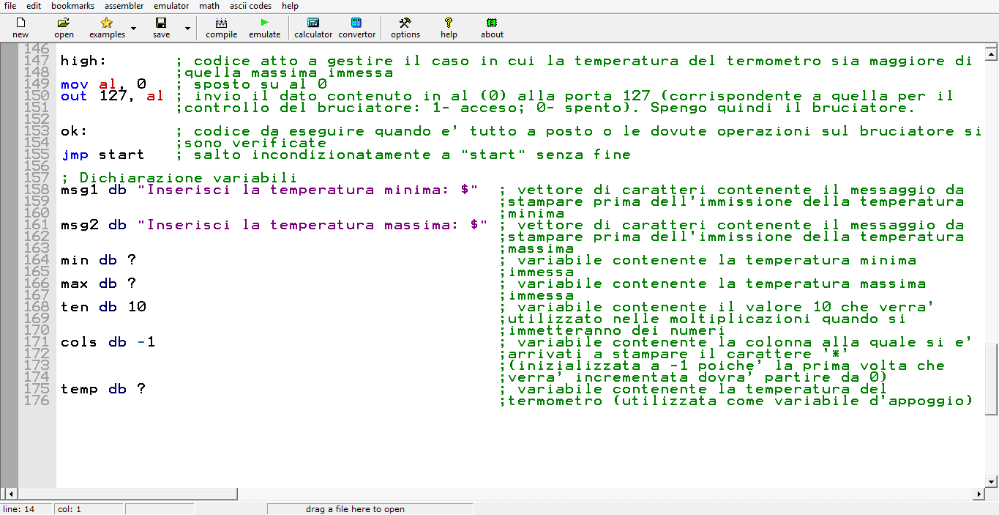 file edit bookmarks assembler emulator math ascii codes help
new open examples save compile emulate calculator convertor options help about
146
147 high: ; codice atto a gestire il caso in cui la temperatura del termometro sia maggiore di
148 ;quella massima immessa
149 mov al, 0 ; sposto su al 0
150 out 127, al ; invio il dato contenuto in al (0) alla porta 127 (corrispondente a quella per il
151 ;controllo del bruciatore: 1- acceso; 0- spento). Spengo quindi il bruciatore.
152
153 ok: ; codice da eseguire quando e' tutto a posto o le dovute operazioni sul bruciatore si
154 ;sono verificate
155 jmp start ; salto incondizionatamente a "start" senza fine
156
157 ; Dichiarazione variabili
158 msg1 db "Inserisci la temperatura minima: $" ; vettore di caratteri contenente il messaggio da
159 ;stampare prima dell'immissione della temperatura
160 ;minima
161 msg2 db "Inserisci la temperatura massima: $" ; vettore di caratteri contenente il messaggio da
162 ;stampare prima dell'immissione della temperatura
163 ;massima
164 min db ? ; variabile contenente la temperatura minima
165 ;immessa
166 max db ? ; variabile contenente la temperatura massima
167 ;immessa
168 ten db 10 ; variabile contenente il valore 10 che verra'
169 ;utilizzato nelle moltiplicazioni quando si
170 ;immetteranno dei numeri
171 cols db -1 ; variabile contenente la colonna alla quale si e'
172 ;arrivati a stampare il carattere '*'
173 ;(inizializzata a -1 poiche' la prima volta che
174 ;verra' incrementata dovra' partire da 0)
175 temp db ? ; variabile contenente la temperatura del
176 ;termometro (utilizzata come variabile d'appoggio)
line: 14 col: 1 drag a file here to open